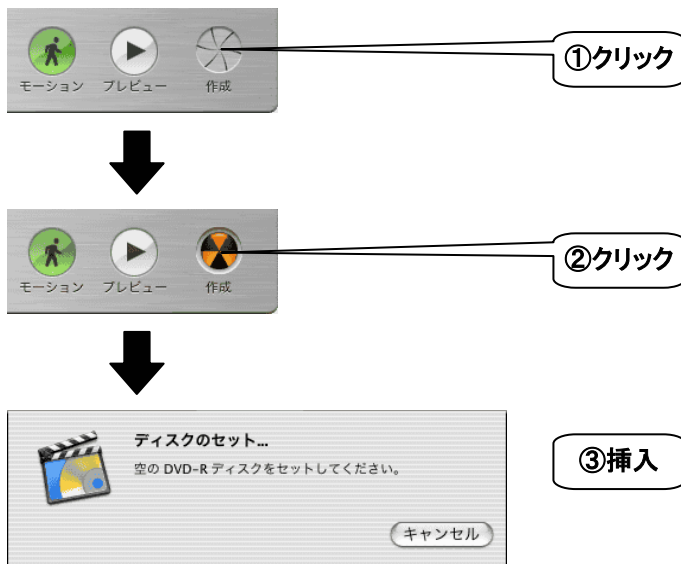 ①クリック
モーション プレビュー 作成
②クリック
モーション プレビュー 作成
ディスクのセット...
空の DVD-R ディスクをセットしてください。
③挿入
キャンセル